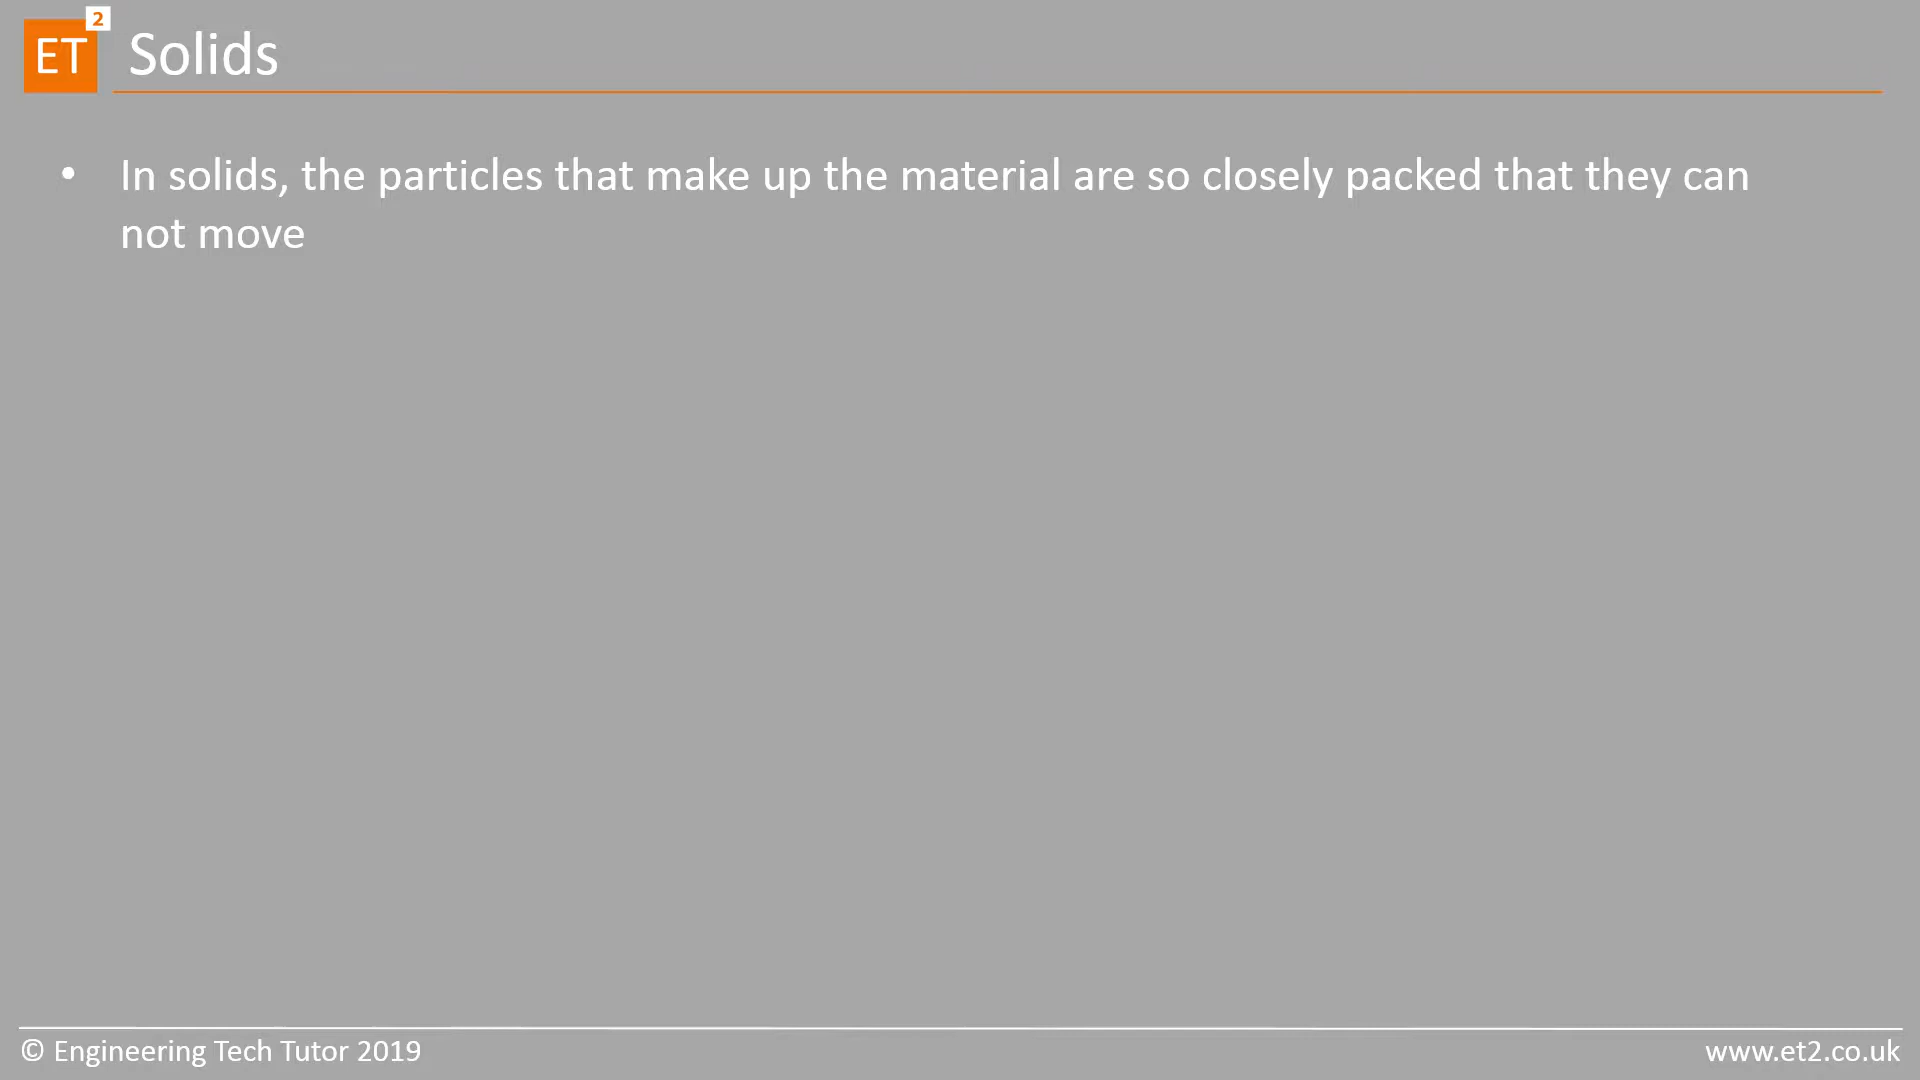 ET 2
Solids
• In solids, the particles that make up the material are so closely packed that they can
not move
© Engineering Tech Tutor 2019
www.et2.co.uk